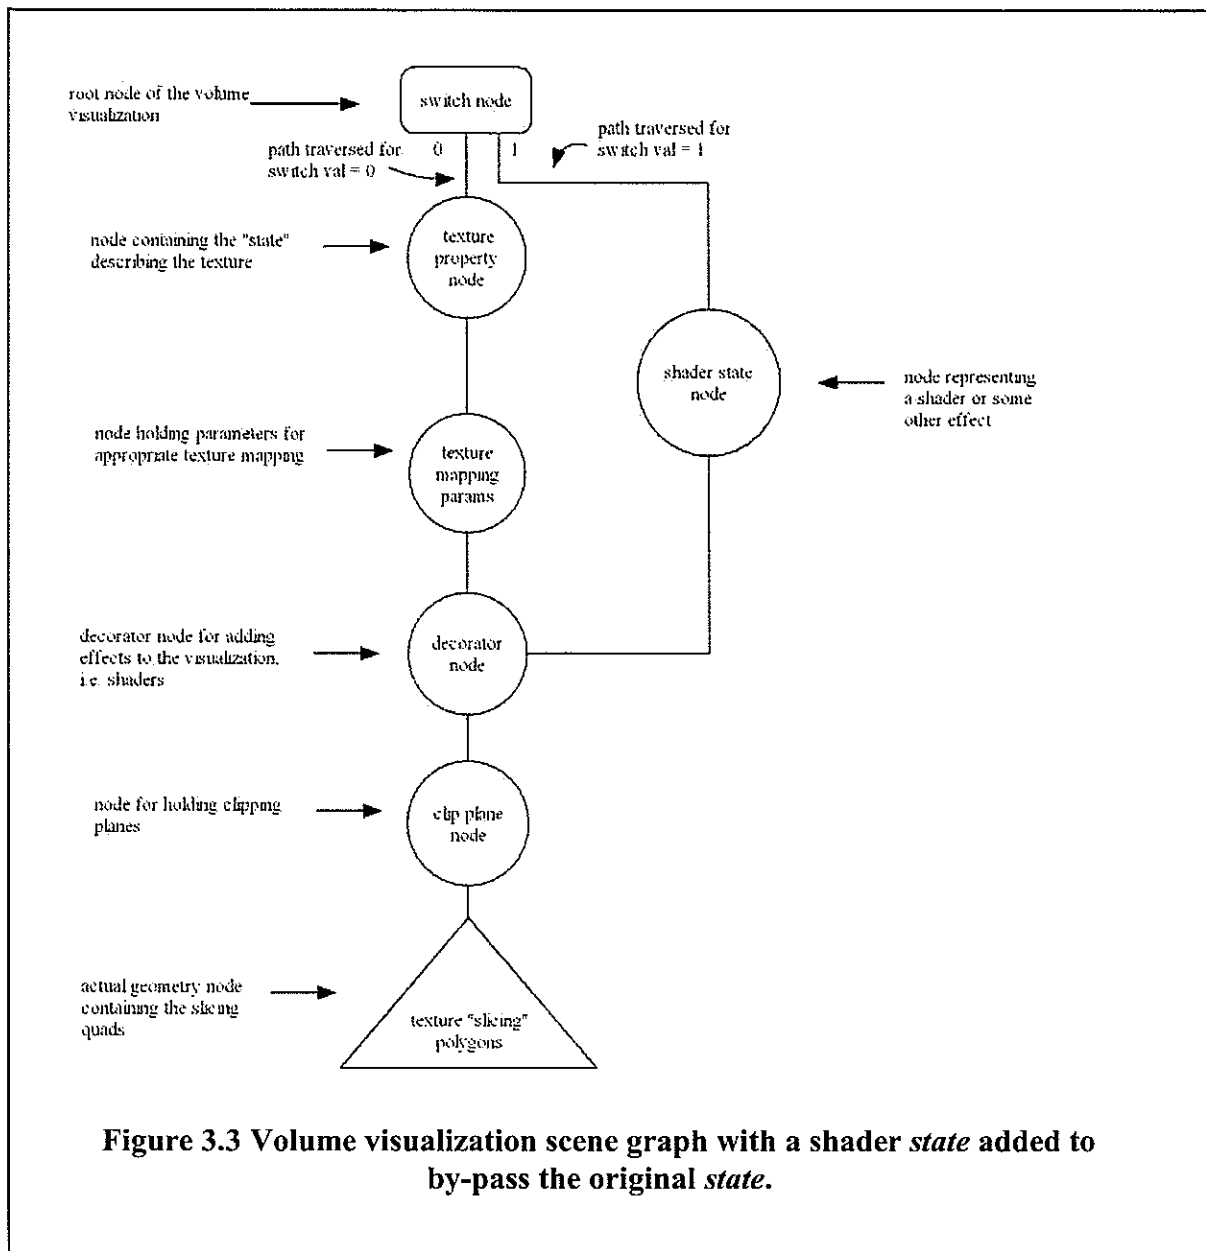 root node of the volume
visualization
switch node
0
1
path traversed for
switch val = 0
path traversed for
switch val = 1
node containing the "state"
describing the texture
texture
property
node
shader state
node
node representing
a shader or some
other effect
node holding parameters for
appropriate texture mapping
texture
mapping
params
decorator node for adding
effects to the visualization,
i.e. shaders
decorator
node
node for holding clipping
planes
clip plane
node
actual geometry node
containing the slicing
quads
texture "slicing"
polygons
Figure 3.3 Volume visualization scene graph with a shader state added to
by-pass the original state.